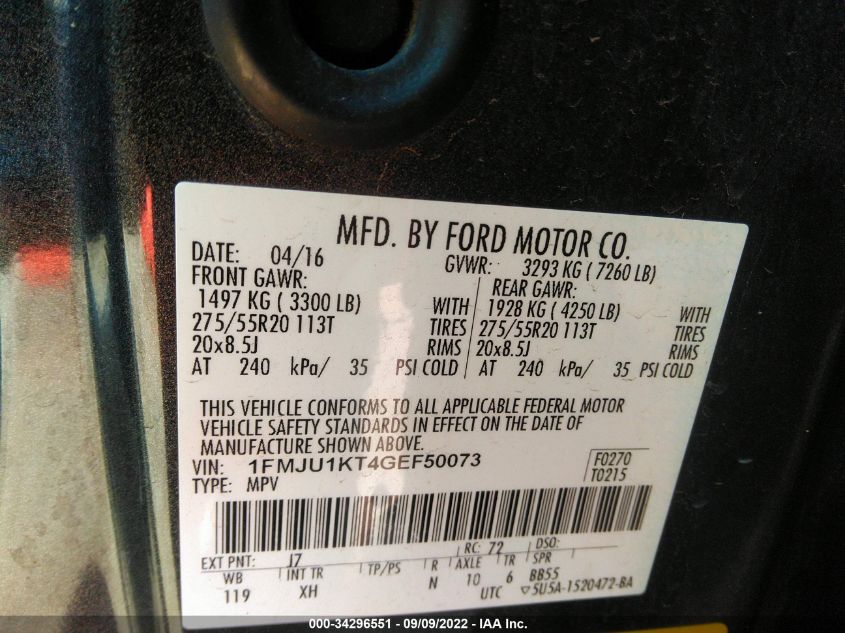 MFD. BY FORD MOTOR CO.
DATE: 04/16 GVWR: 3293 KG ( 7260 LB)
FRONT GAWR: REAR GAWR:
1497 KG ( 3300 LB) WITH 1928 KG ( 4250 LB) WITH
275/55R20 113T TIRES 275/55R20 113T TIRES
20x8.5J RIMS 20x8.5J RIMS
AT 240 kPa/ 35 PSI COLD AT 240 kPa/ 35 PSI COLD
THIS VEHICLE CONFORMS TO ALL APPLICABLE FEDERAL MOTOR
VEHICLE SAFETY STANDARDS IN EFFECT ON THE DATE OF
MANUFACTURE SHOWN ABOVE.
VIN: 1FMJU1KT4GEF50073 F0270
TYPE: MPV T0215
RC: 72 DSO:
EXT PNT: J7
WB INT TR TP/PS R AXLE TR SPR
119 XH N 10 6 BB55
UTC ▽5U5A-1520472-BA
000-34296551 - 09/09/2022 - IAA Inc.